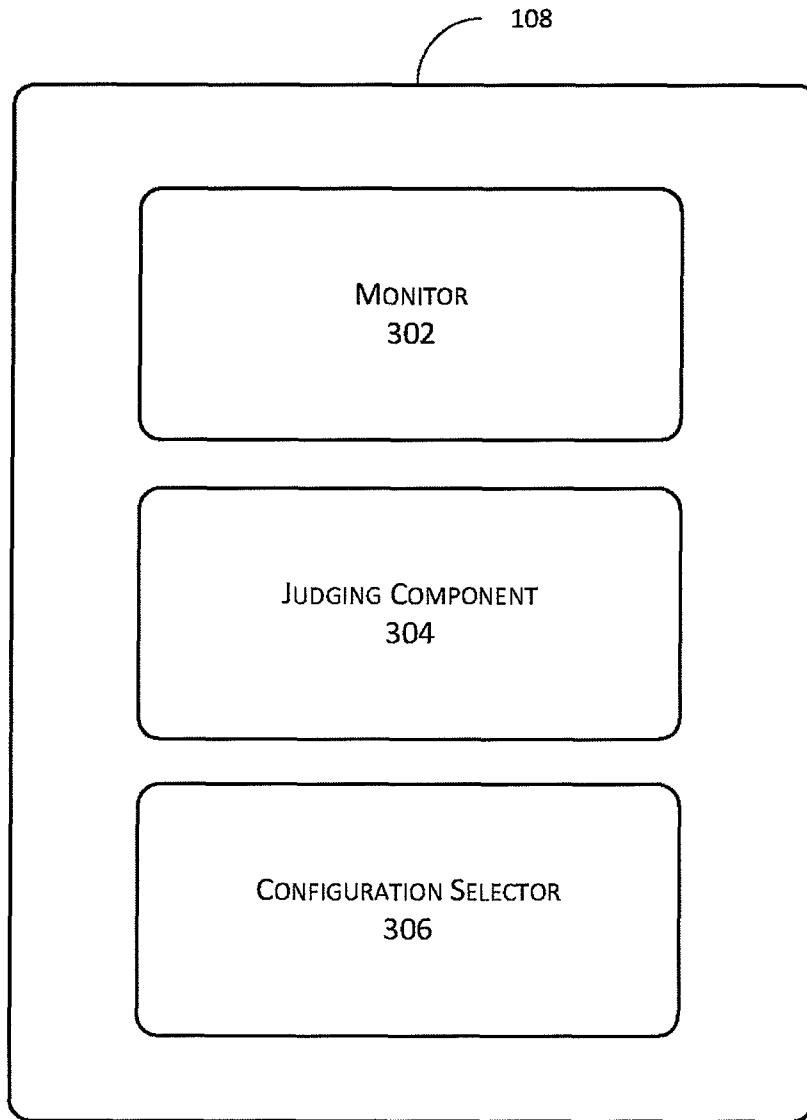 108
MONITOR
302
JUDGING COMPONENT
304
CONFIGURATION SELECTOR
306